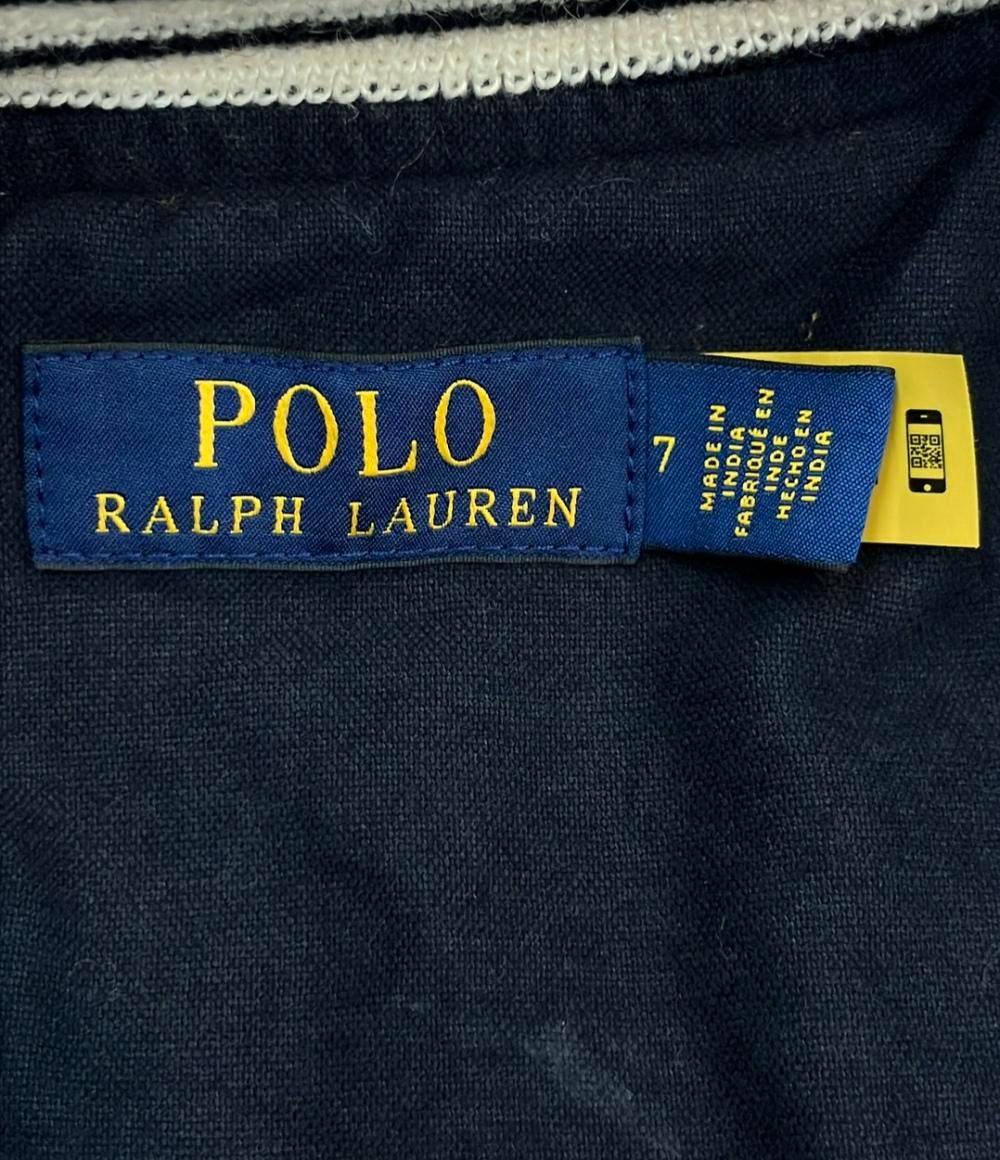 POLO
RALPH LAUREN
7
MADE IN
INDIA
FABRIQUÉ EN
INDE
HECHO EN
INDIA